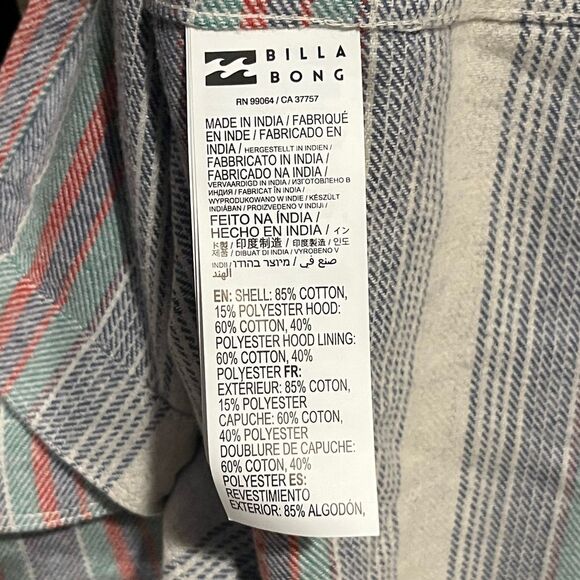 BILLA
BONG
RN 99064 / CA 37757
MADE IN INDIA / FABRIQUÉ
EN INDE / FABRICADO EN
INDIA / HERGESTELLT IN INDIEN /
FABBRICATO IN INDIA /
FABRICADO NA INDIA /
VERVAARDIGD IN INDIA / ИЗГОТОВЛЕНО В
ИНДИЯ / FABRICAT ÎN INDIA /
WYPRODUKOWANO W INDIE / KÉSZÜLT
INDIÁBAN / PROIZVEDENO V INDIJI /
FEITO NA ÍNDIA /
HECHO EN INDIA / イン
ド製 / 印度制造 / 印度製造 / 인도
제품 / DIBUAT DI INDIA / VYROBENO V
INDII / מיוצר בהודו / صنع في
الهند
EN: SHELL: 85% COTTON,
15% POLYESTER HOOD:
60% COTTON, 40%
POLYESTER HOOD LINING:
60% COTTON, 40%
POLYESTER FR:
EXTÉRIEUR: 85% COTON,
15% POLYESTER
CAPUCHE: 60% COTON,
40% POLYESTER
DOUBLURE DE CAPUCHE:
60% COTON, 40%
POLYESTER ES:
REVESTIMIENTO
EXTERIOR: 85% ALGODÓN,